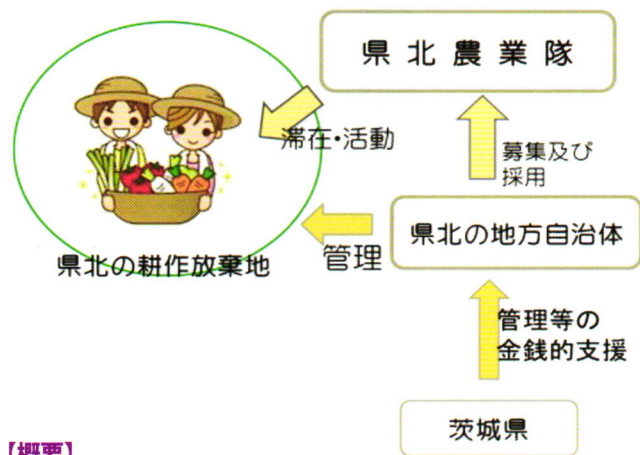 県北農業隊
滞在・活動
募集及び
採用
県北の地方自治体
管理
県北の耕作放棄地
管理等の
金銭的支援
茨城県
【概要】